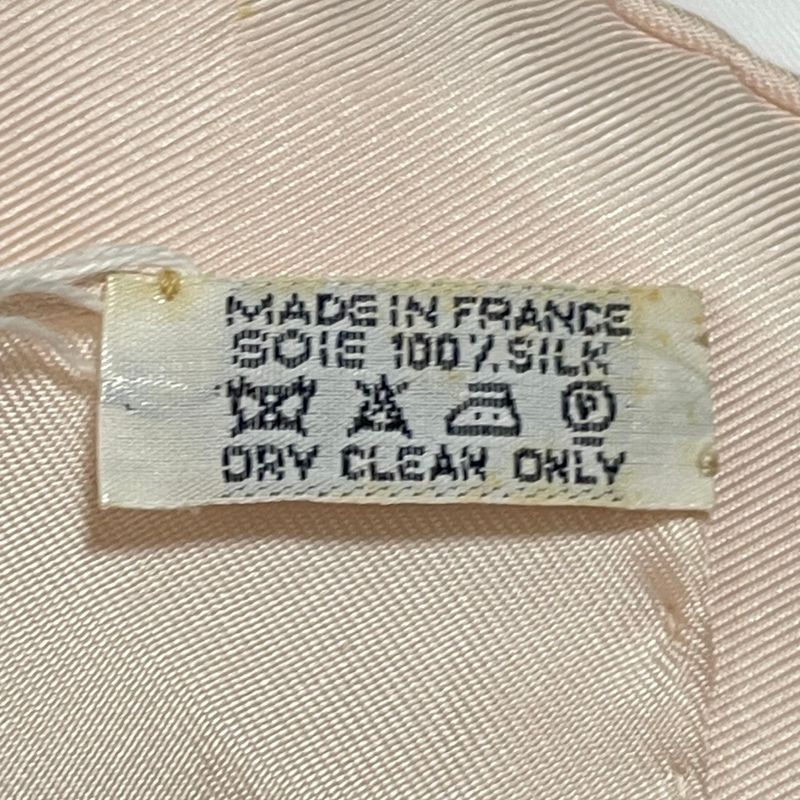 MADE IN FRANCE
SOIE 100% SILK
P
DRY CLEAN ONLY